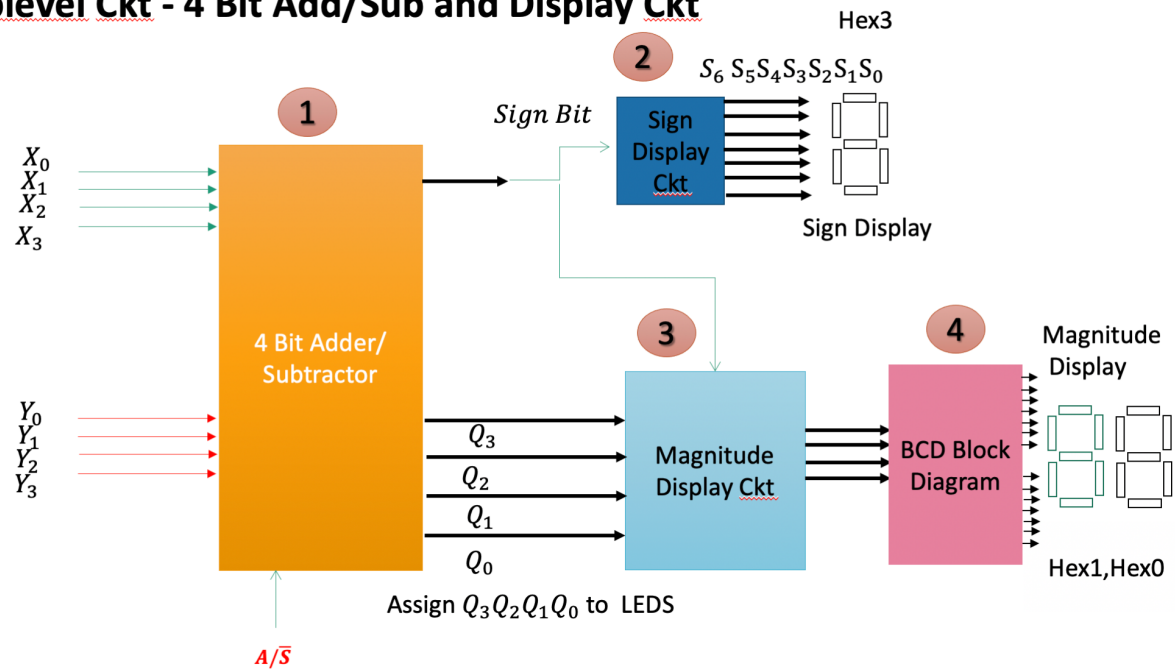 Ckt - 4 Bit Add/Sub and Display Ckt
Hex3
2
S₆ S₅S₄S₃S₂S₁S₀
1
Sign Bit
Sign
Display
Ckt
X₀
X₁
X₂
X₃
Sign Display
3
4
Magnitude
Display
4 Bit Adder/
Subtractor
Y₀
Y₁
Y₂
Y₃
Q₃
Q₂
Q₁
Q₀
Magnitude
Display Ckt
BCD Block
Diagram
Hex1,Hex0
Assign Q₃Q₂Q₁Q₀ to LEDS
A/S̅